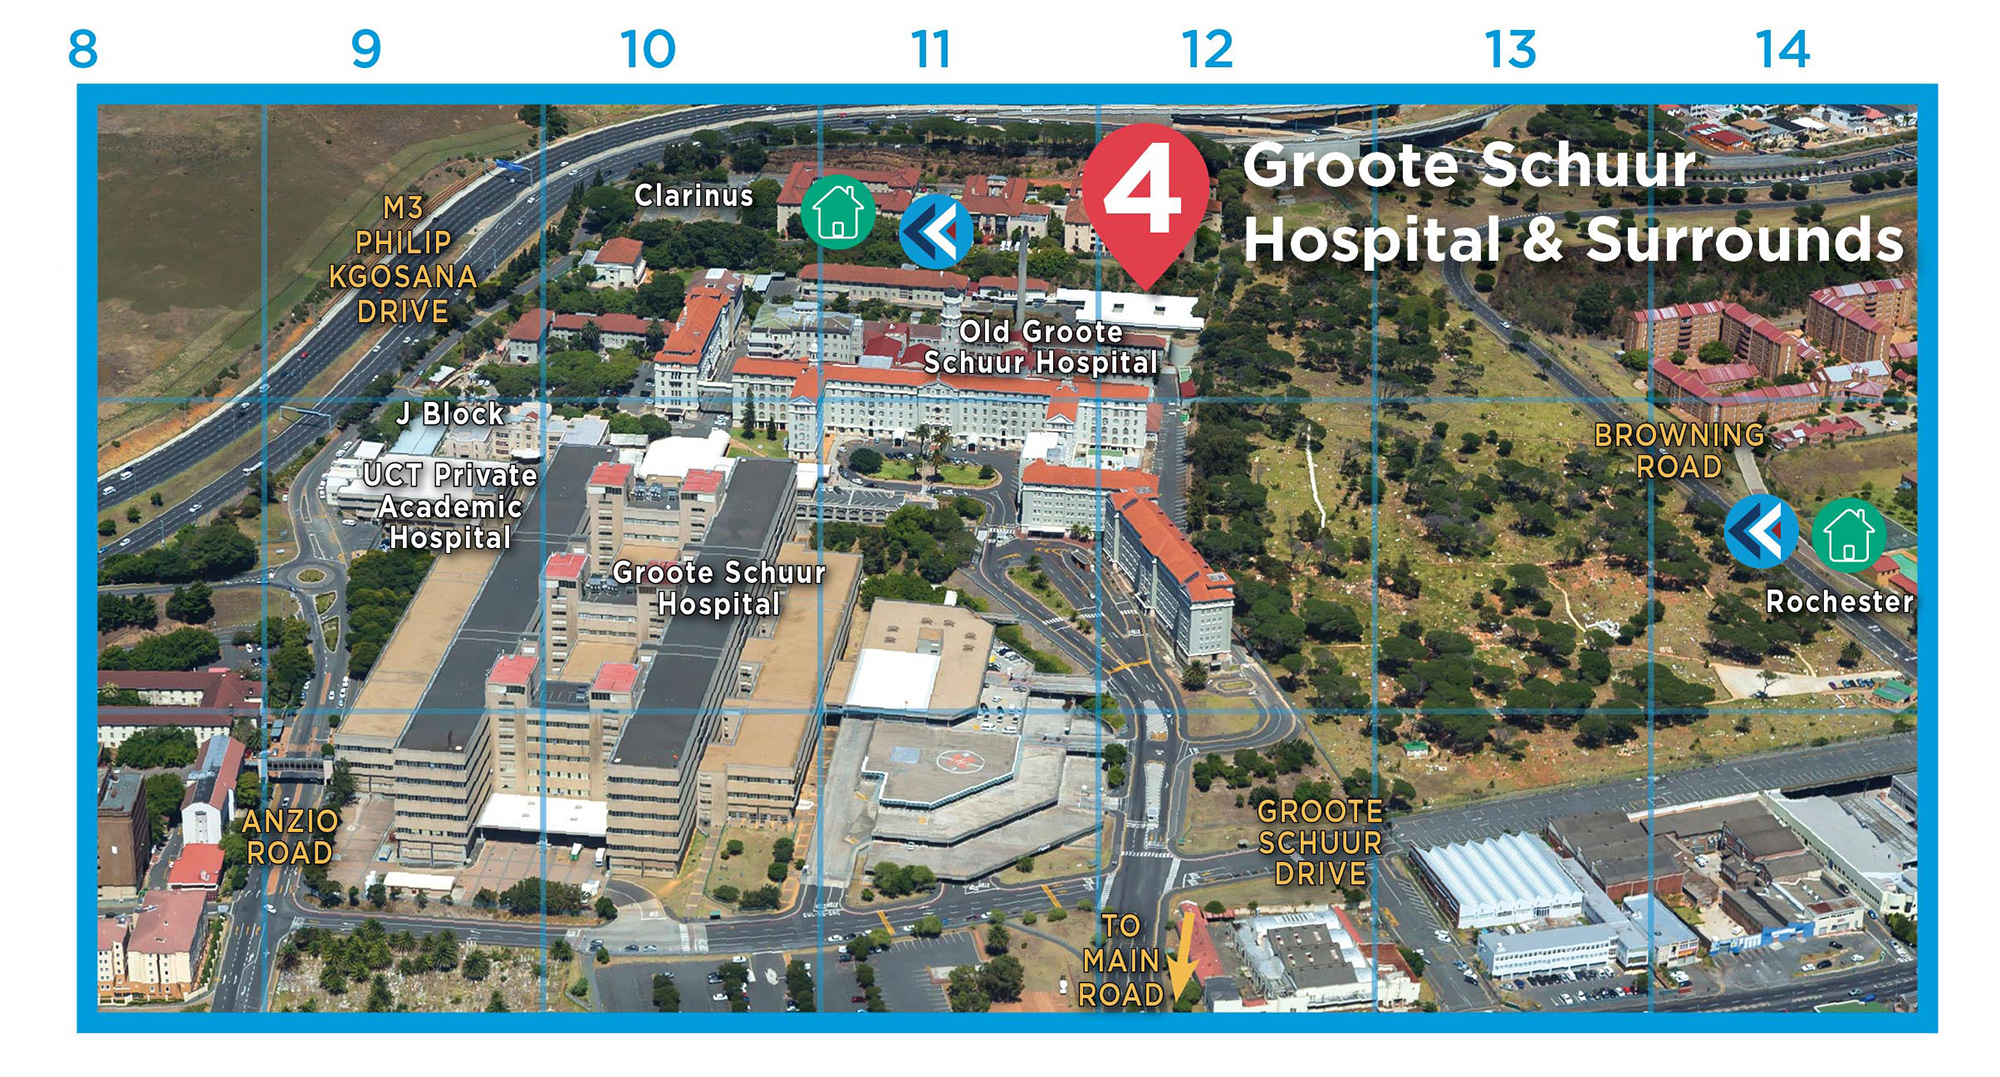 8 9 10 11 12 13 14
4
Groote Schuur
Hospital & Surrounds
Clarinus
M3
PHILIP
KGOSANA
DRIVE
Old Groote
Schuur Hospital
J Block
UCT Private
Academic
Hospital
BROWNING
ROAD
Groote Schuur
Hospital
Rochester
ANZIO
ROAD
GROOTE
SCHUUR
DRIVE
TO
MAIN
ROAD